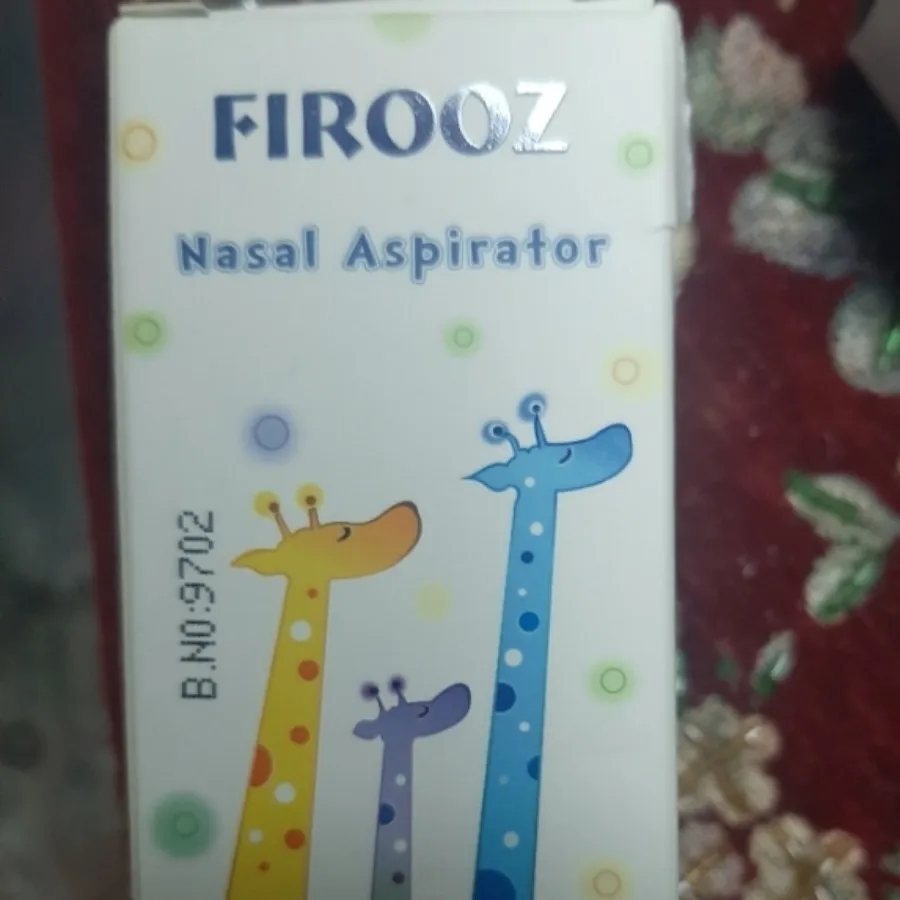 FIROOZ
Nasal Aspirator
B.NO:9702